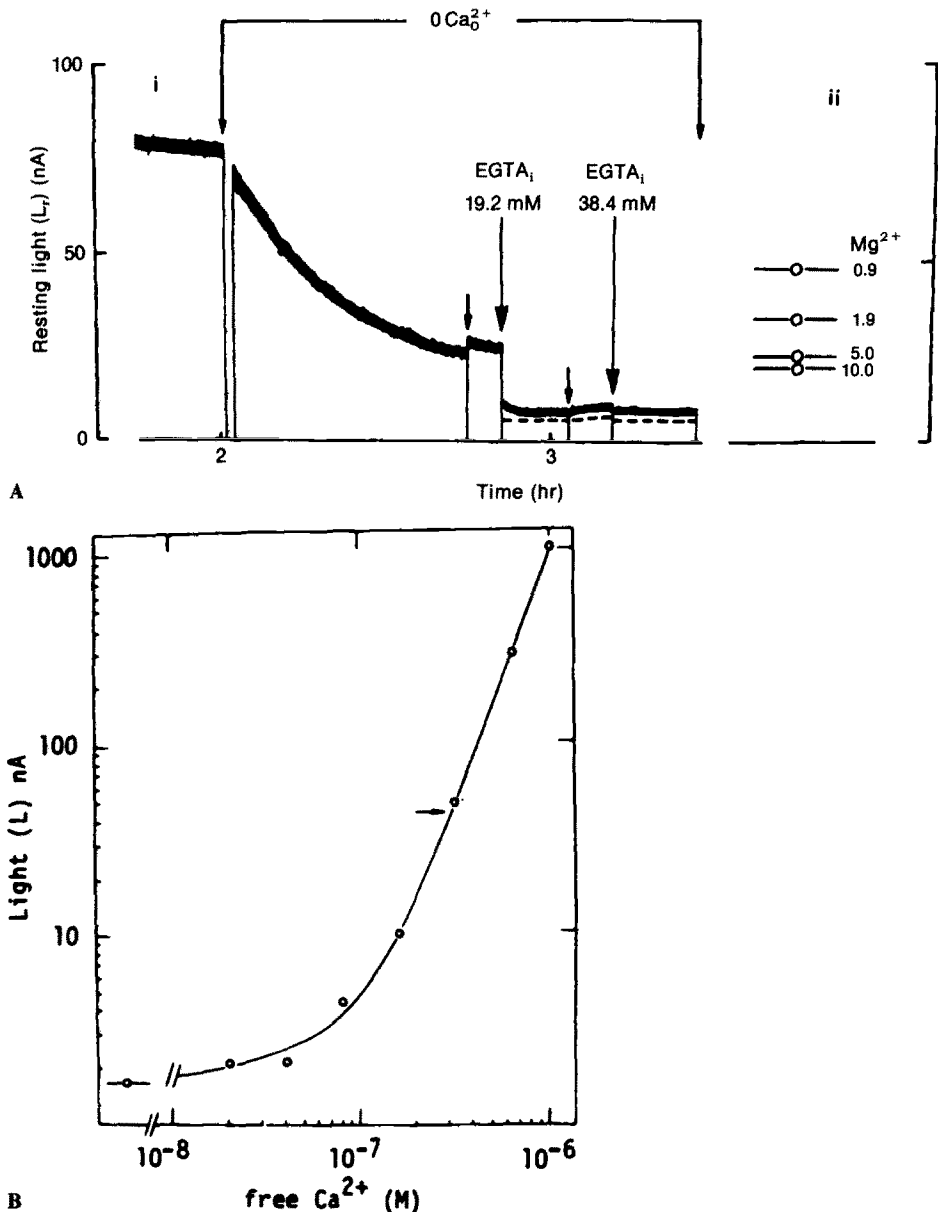 0 Ca₀²⁺
100
i
ii
EGTAᵢ
19.2 mM
EGTAᵢ
38.4 mM
Resting light (Lᵣ) (nA)
50
Mg²⁺
0.9
1.9
5.0
10.0
0
2
3
A
Time (hr)
1000
100
10
Light (L) nA
10⁻⁸
10⁻⁷
10⁻⁶
B
free Ca²⁺ (M)